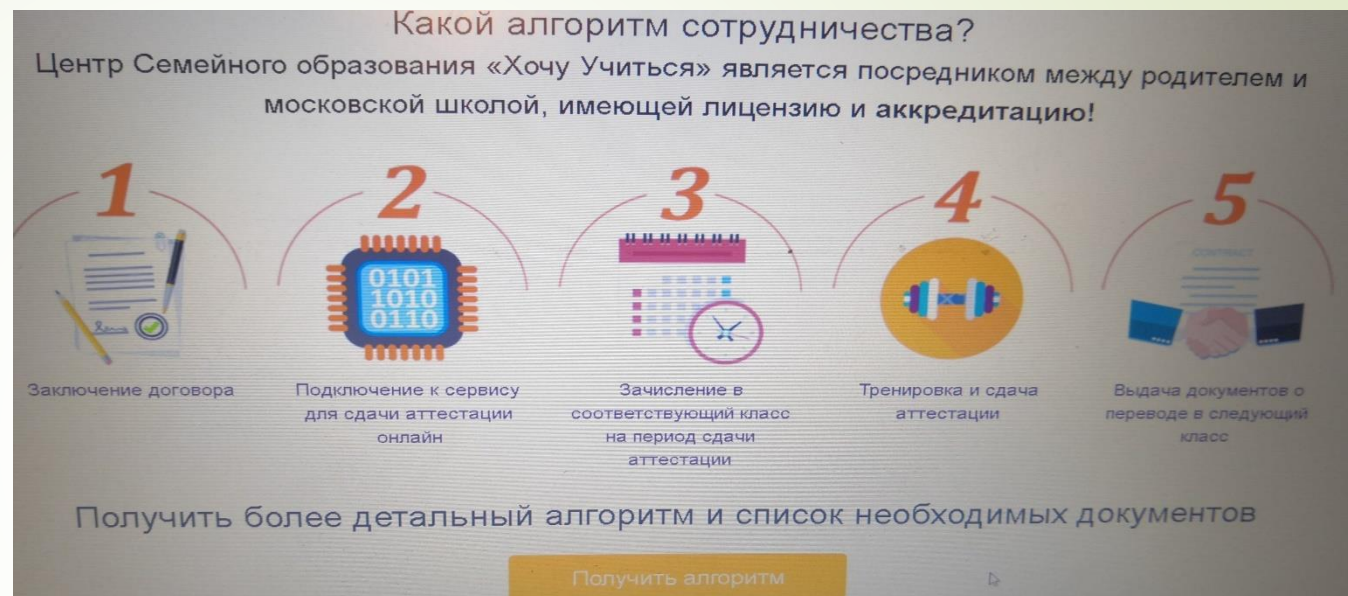 Какой алгоритм сотрудничества?
Центр Семейного образования «Хочу Учиться» является посредником между родителем и
московской школой, имеющей лицензию и аккредитацию!
1
2
3
4
5
0101
1010
0110
CONTRACT
Заключение договора
Подключение к сервису
для сдачи аттестации
онлайн
Зачисление в
соответствующий класс
на период сдачи
аттестации
Тренировка и сдача
аттестации
Выдача документов о
переводе в следующий
класс
Получить более детальный алгоритм и список необходимых документов
Получить алгоритм